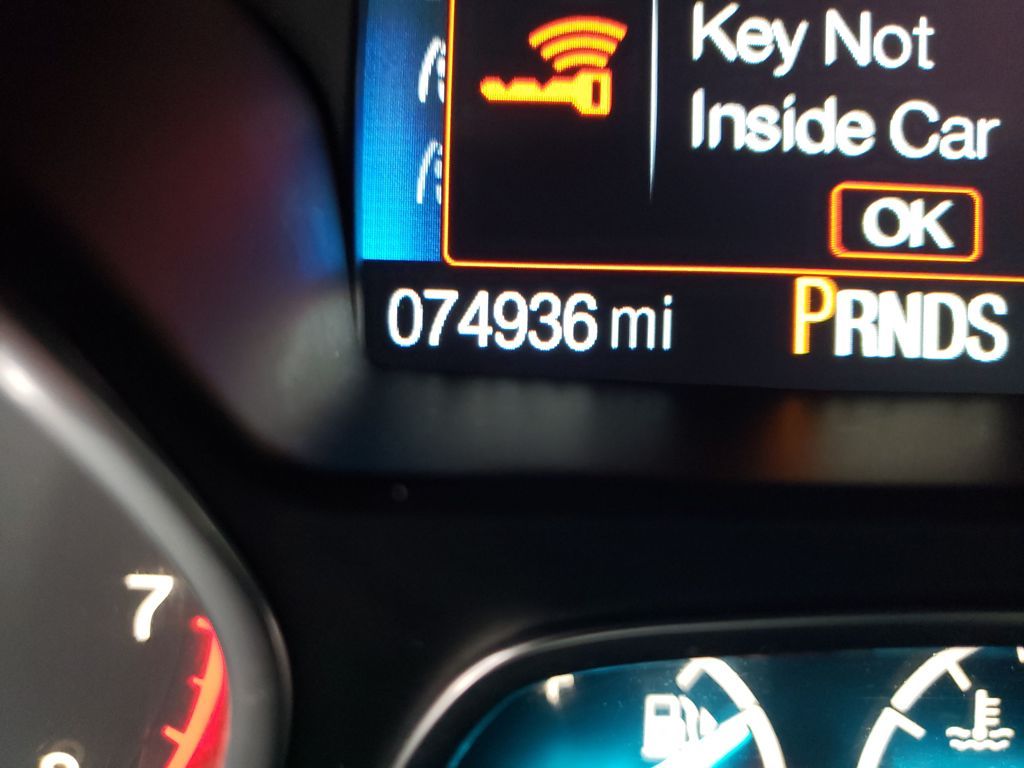 Key Not
Inside Car
OK
074936 mi PRNDS
7